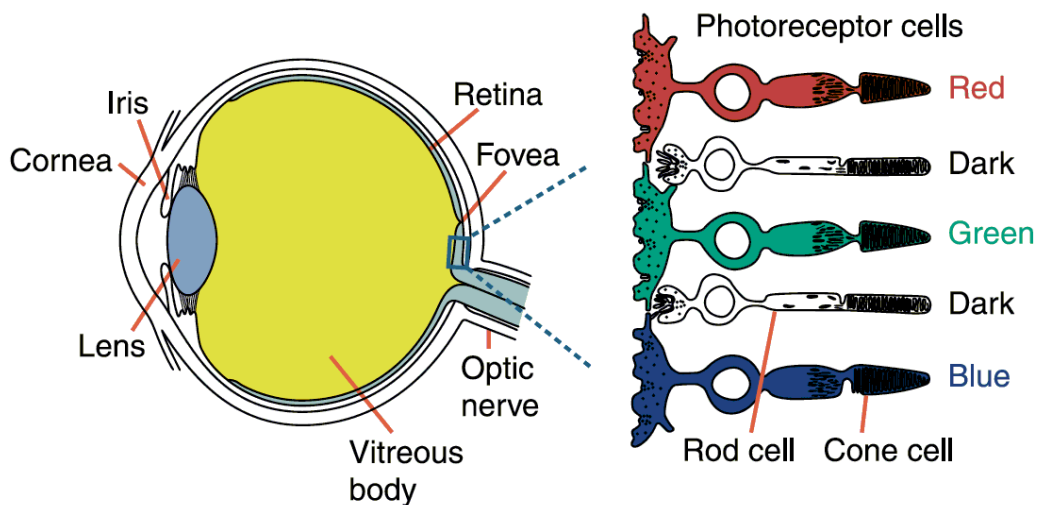 Iris
Cornea
Lens
Retina
Fovea
Optic
nerve
Vitreous
body
Photoreceptor cells
Red
Dark
Green
Dark
Blue
Rod cell
Cone cell